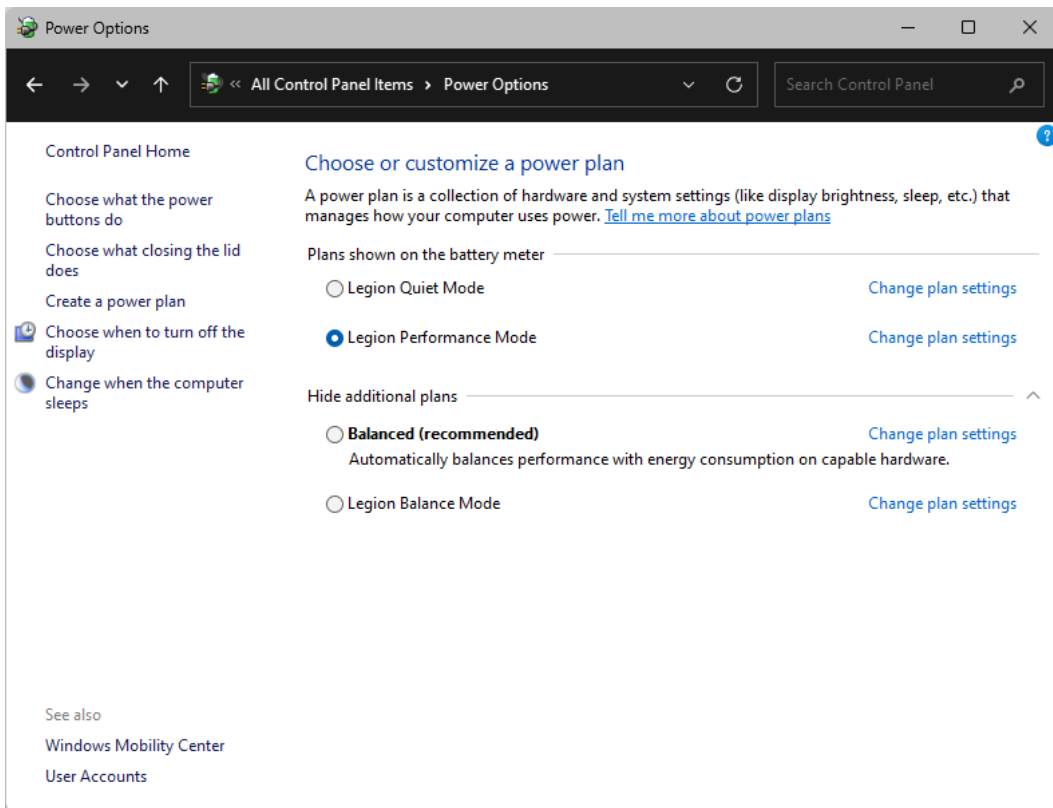 Power Options
« All Control Panel Items › Power Options
Search Control Panel
Control Panel Home
Choose what the power
buttons do
Choose what closing the lid
does
Create a power plan
Choose when to turn off the
display
Change when the computer
sleeps
See also
Windows Mobility Center
User Accounts
?
Choose or customize a power plan
A power plan is a collection of hardware and system settings (like display brightness, sleep, etc.) that
manages how your computer uses power. Tell me more about power plans
Plans shown on the battery meter
Legion Quiet Mode Change plan settings
Legion Performance Mode Change plan settings
Hide additional plans
Balanced (recommended) Change plan settings
Automatically balances performance with energy consumption on capable hardware.
Legion Balance Mode Change plan settings